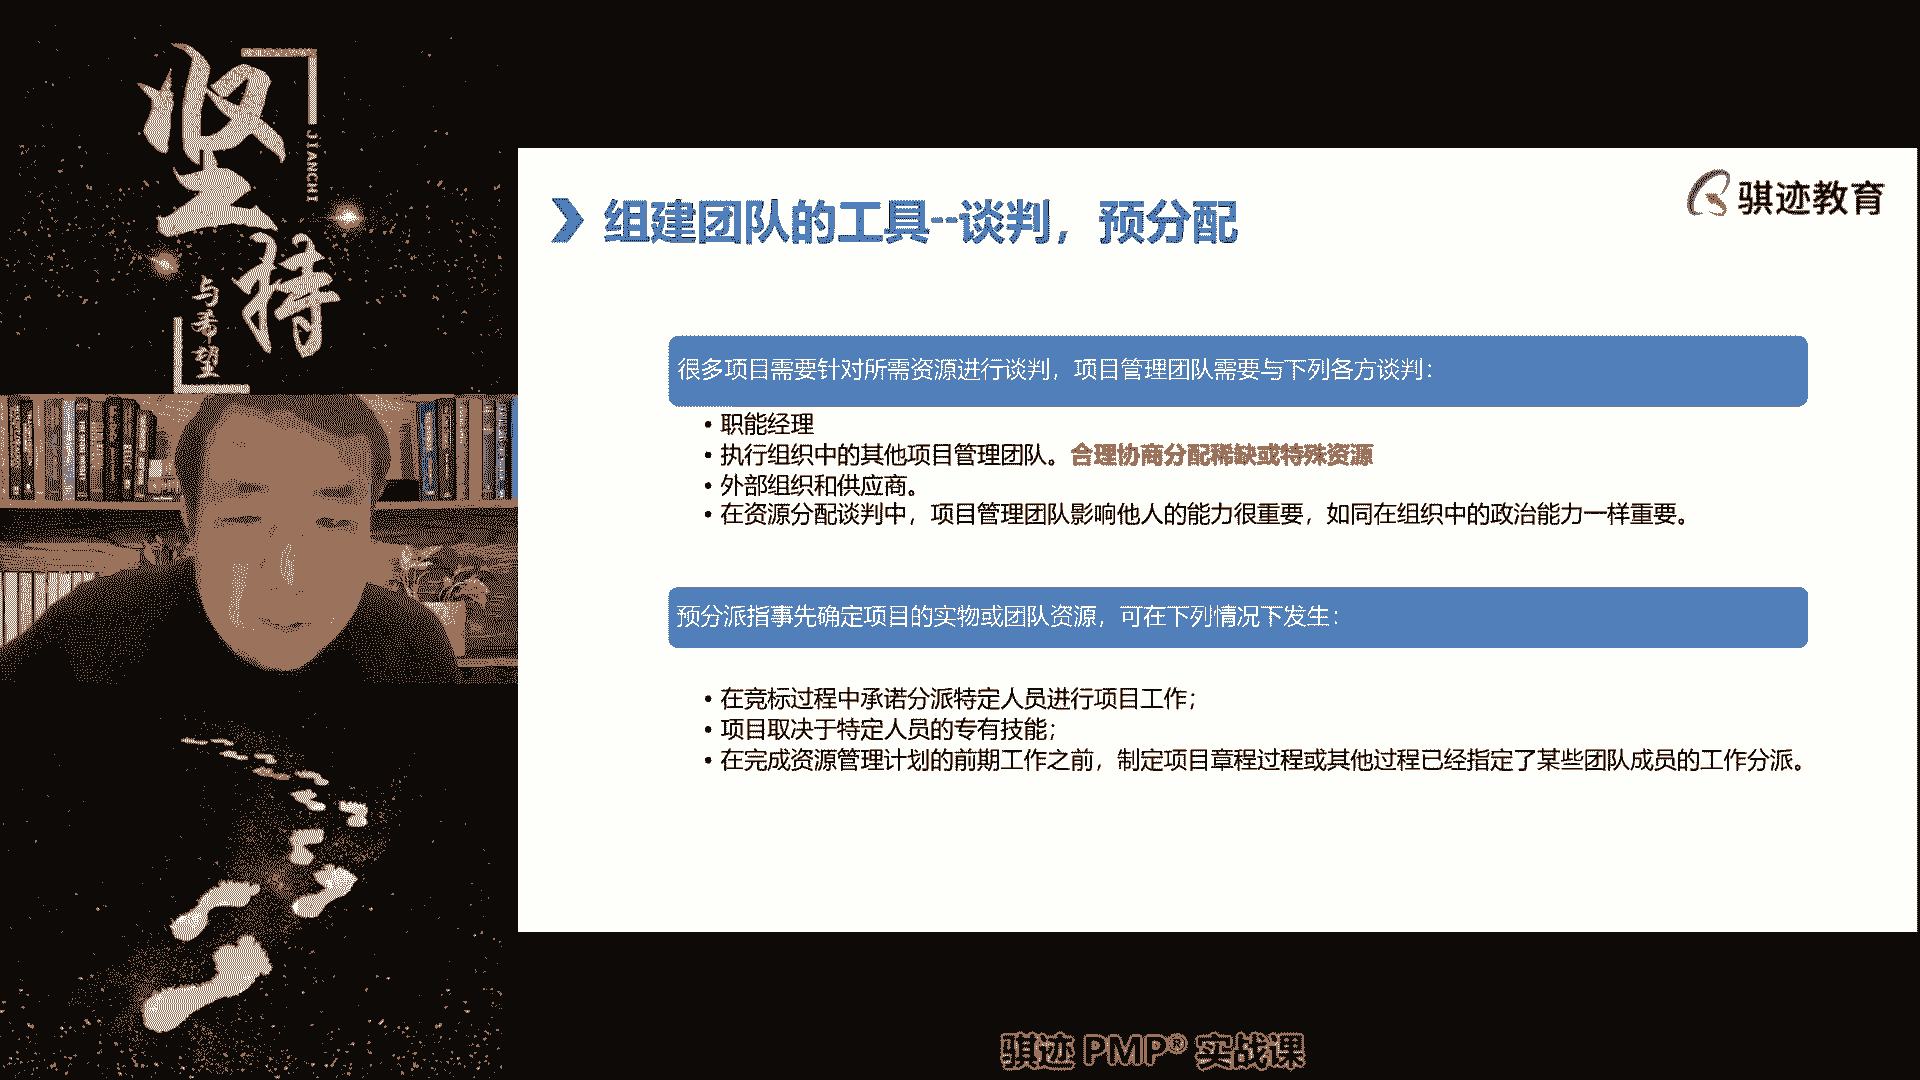 坚持
JIANCHI
与希望
骐迹教育
组建团队的工具--谈判，预分配
很多项目需要针对所需资源进行谈判，项目管理团队需要与下列各方谈判：
• 职能经理
• 执行组织中的其他项目管理团队。合理协商分配稀缺或特殊资源
• 外部组织和供应商。
• 在资源分配谈判中，项目管理团队影响他人的能力很重要，如同在组织中的政治能力一样重要。
预分派指事先确定项目的实物或团队资源，可在下列情况下发生：
• 在竞标过程中承诺分派特定人员进行项目工作；
• 项目取决于特定人员的专有技能；
• 在完成资源管理计划的前期工作之前，制定项目章程过程或其他过程已经指定了某些团队成员的工作分派。
骐迹 PMP® 实战课